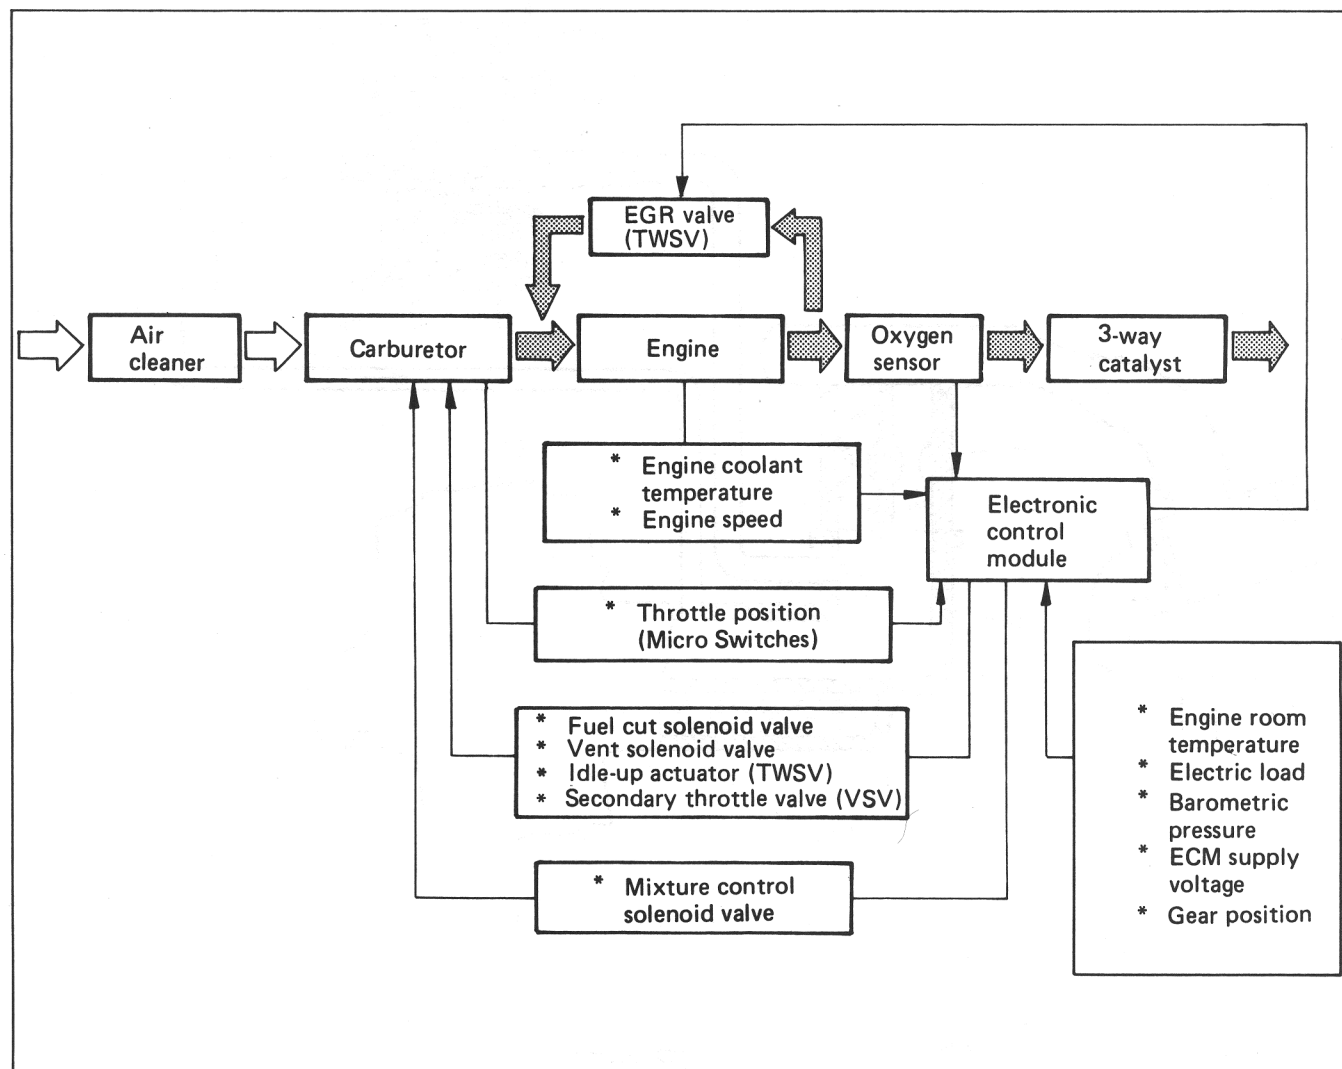 EGR valve
(TWSV)
Air
cleaner
Carburetor
Engine
Oxygen
sensor
3-way
catalyst
* Engine coolant
temperature
* Engine speed
Electronic
control
module
* Throttle position
(Micro Switches)
* Fuel cut solenoid valve
* Vent solenoid valve
* Idle-up actuator (TWSV)
* Secondary throttle valve (VSV)
* Mixture control
solenoid valve
* Engine room
temperature
* Electric load
* Barometric
pressure
* ECM supply
voltage
* Gear position